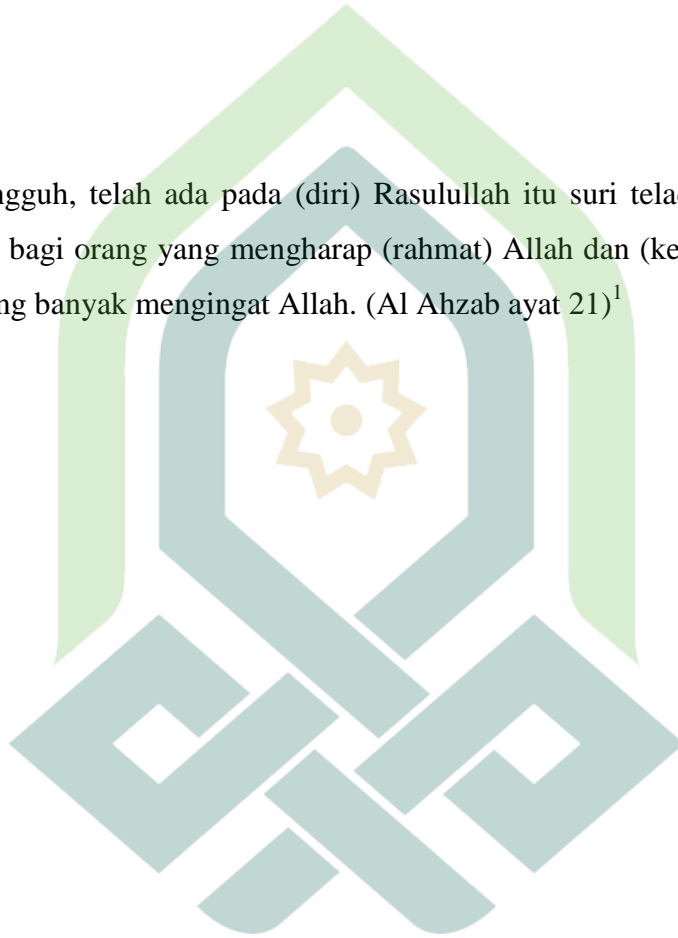 ngguh, telah ada pada (diri) Rasulullah itu suri tela
bagi orang yang mengharap (rahmat) Allah dan (ke
ng banyak mengingat Allah. (Al Ahzab ayat 21)1